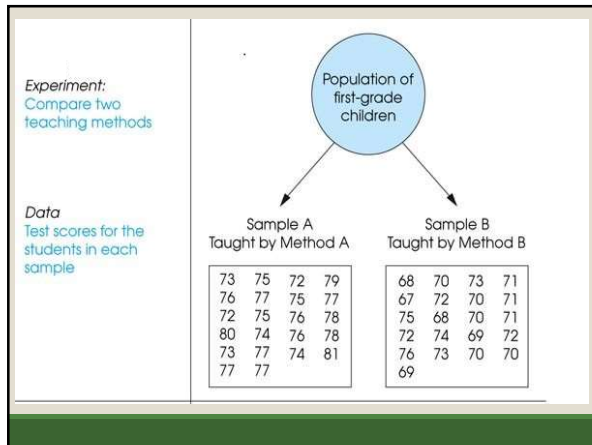 Experiment:
Compare two
teaching methods
Population of
first-grade
children
Data
Test scores for the
students in each
sample
Sample A
Taught by Method A
73 75 72 79
76 77 75 77
72 75 76 78
80 74 76 78
73 77 74 81
77 77
Sample B
Taught by Method B
68 70 73 71
67 72 70 71
75 68 70 71
72 74 69 72
76 73 70 70
69